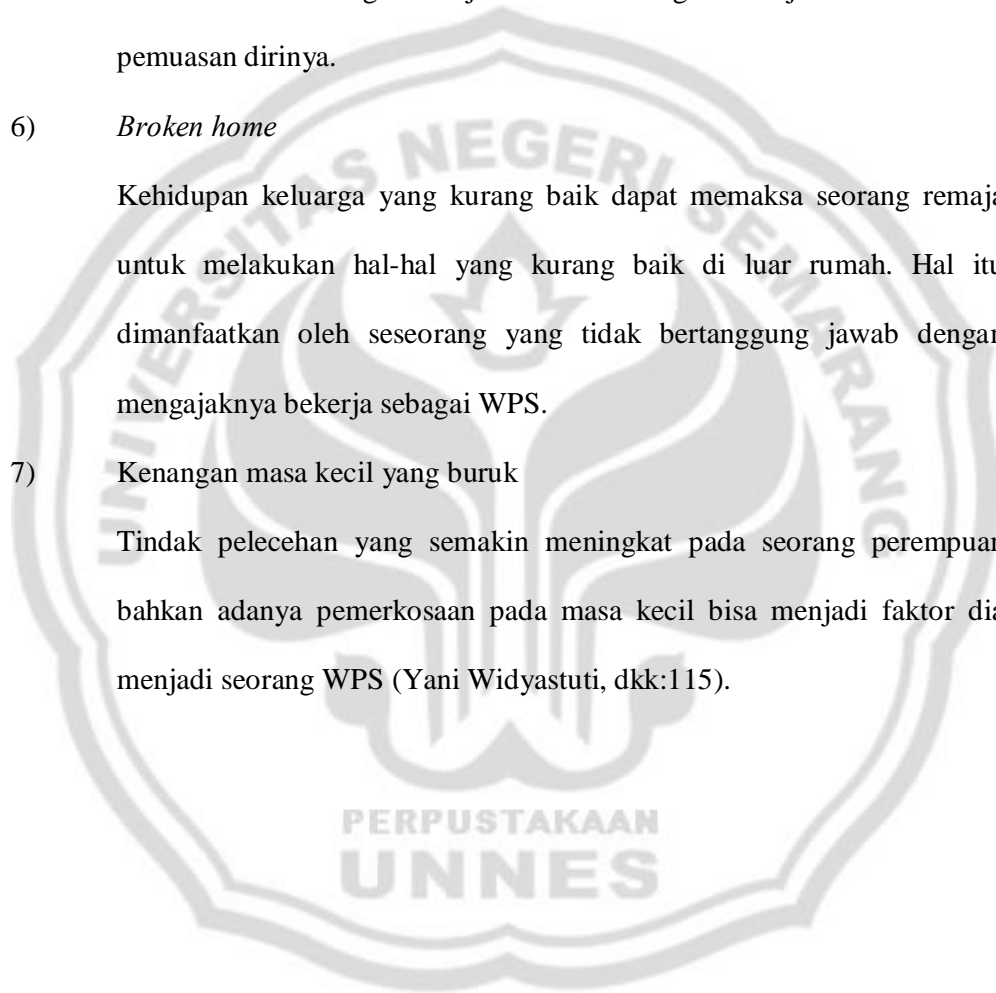 pemuasan dirinya.
6) Broken home
Kehidupan keluarga yang kurang baik dapat memaksa seorang remaja
untuk melakukan hal-hal yang kurang baik di luar rumah. Hal itu
dimanfaatkan oleh seseorang yang tidak bertanggung jawab dengan
mengajaknya bekerja sebagai WPS.
7) Kenangan masa kecil yang buruk
Tindak pelecehan yang semakin meningkat pada seorang perempuan
bahkan adanya pemerkosaan pada masa kecil bisa menjadi faktor dia
menjadi seorang WPS (Yani Widyastuti, dkk:115).
UNIVERSITAS NEGERI SEMARANG
PERPUSTAKAAN
UNNES